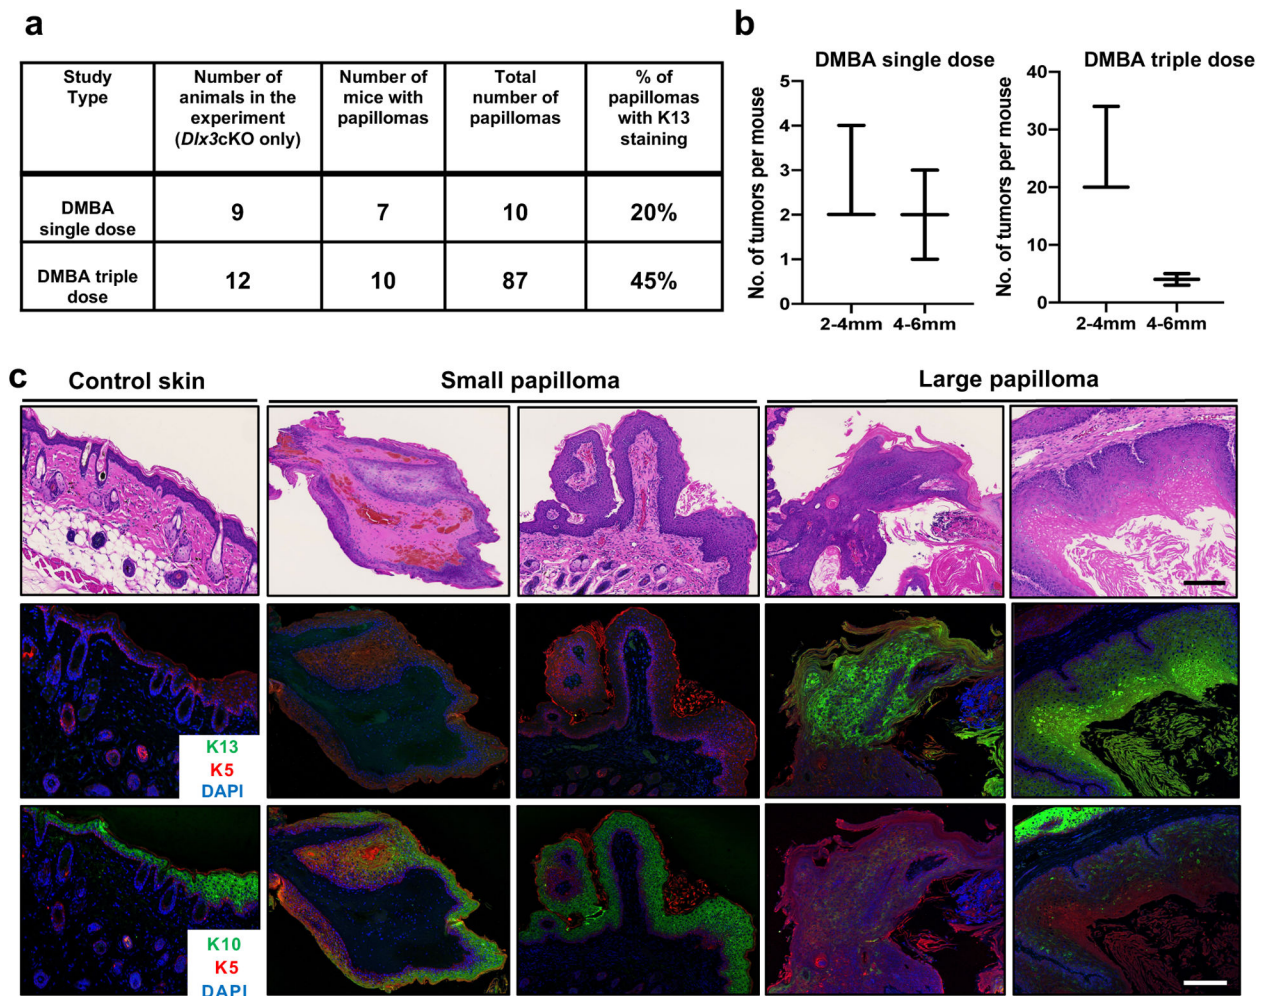 a
Study
Type
Number of
animals in the
experiment
(Dlx3cKO only)
Number of
mice with
papillomas
Total
number of
papillomas
% of
papillomas
with K13
staining
DMBA
single dose
9
7
10
20%
DMBA triple
dose
12
10
87
45%
b
DMBA single dose
No. of tumors per mouse
5
4
3
2
1
0
2-4mm
4-6mm
DMBA triple dose
No. of tumors per mouse
40
30
20
10
0
2-4mm
4-6mm
c
Control skin
Small papilloma
Large papilloma
K13
K5
DAPI
K10
K5
DAPI